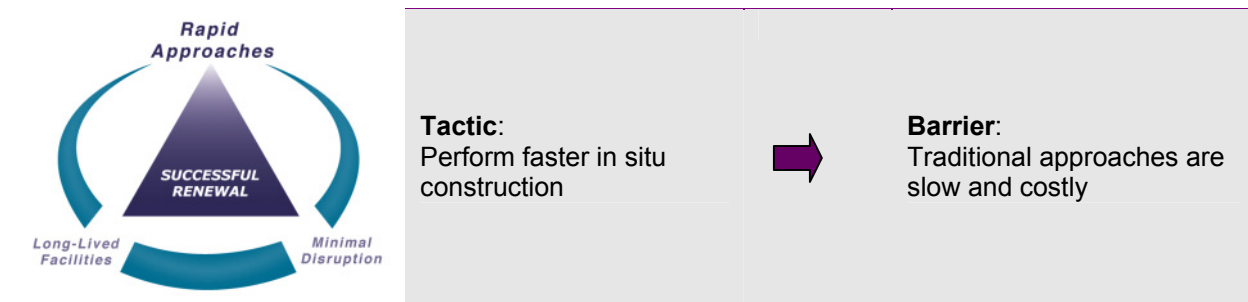 Rapid
Approaches
SUCCESSFUL
RENEWAL
Long-Lived
Facilities
Minimal
Disruption
Tactic:
Perform faster in situ
construction
Barrier:
Traditional approaches are
slow and costly